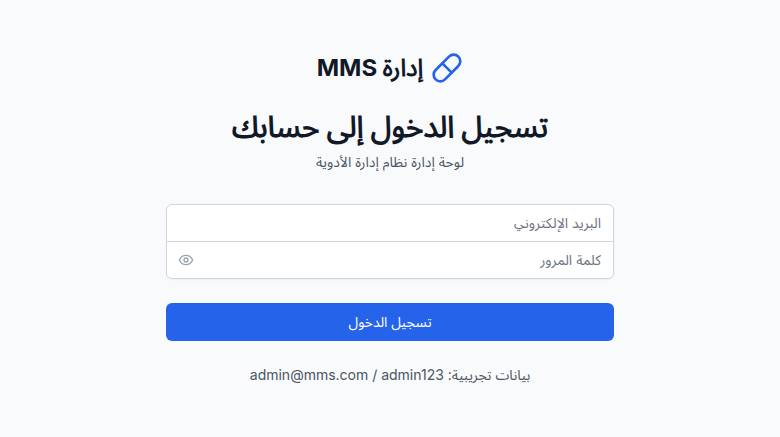 إدارة MMS
تسجيل الدخول إلى حسابك
لوحة إدارة نظام إدارة الأدوية
البريد الإلكتروني
كلمة المرور
تسجيل الدخول
بيانات تجريبية: admin@mms.com / admin123